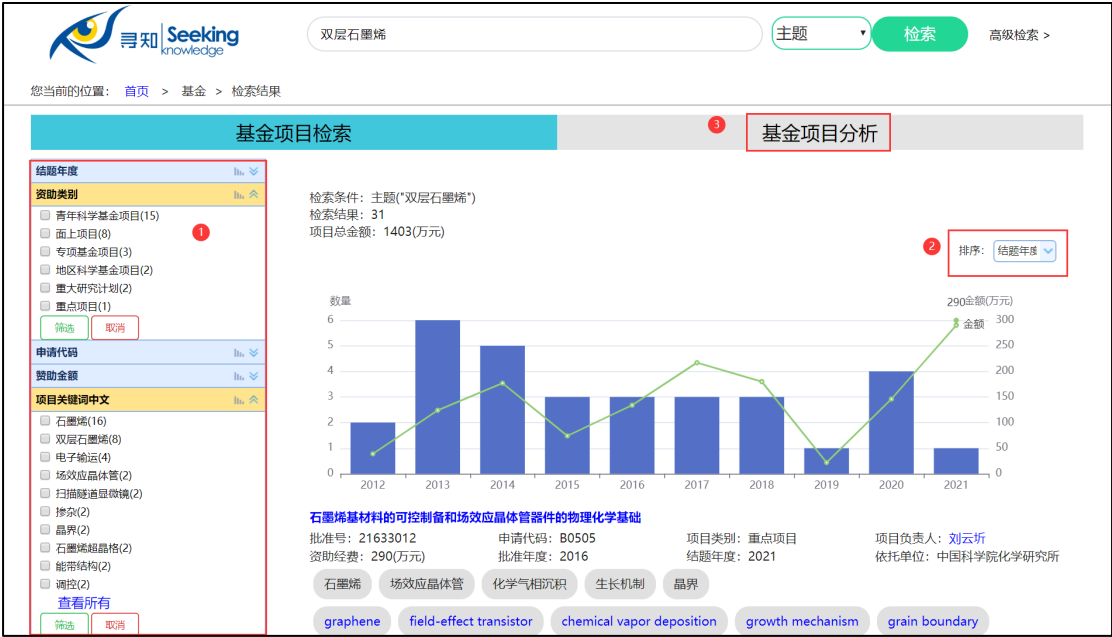 寻知 Seeking knowledge
双层石墨烯
主题
检索
高级检索 >
您当前的位置： 首页 > 基金 > 检索结果
基金项目检索
3
基金项目分析
结题年度
资助类别
青年科学基金项目(15)
面上项目(8)
专项基金项目(3)
地区科学基金项目(2)
重大研究计划(2)
重点项目(1)
筛选 取消
1
申请代码
赞助金额
项目关键词中文
石墨烯(16)
双层石墨烯(8)
电子输运(4)
场效应晶体管(2)
扫描隧道显微镜(2)
掺杂(2)
晶界(2)
石墨烯超晶格(2)
能带结构(2)
调控(2)
查看所有
筛选 取消
检索条件：主题("双层石墨烯")
检索结果：31
项目总金额：1403(万元)
2
排序： 结题年度
数量
290金额(万元)
金额
6 300
5 250
4 200
3 150
2 100
1 50
0 0
2012 2013 2014 2015 2016 2017 2018 2019 2020 2021
石墨烯基材料的可控制备和场效应晶体管器件的物理化学基础
批准号：21633012 申请代码：B0505 项目类别：重点项目 项目负责人：刘云圻
资助经费：290(万元) 批准年度：2016 结题年度：2021 依托单位：中国科学院化学研究所
石墨烯 场效应晶体管 化学气相沉积 生长机制 晶界
graphene field-effect transistor chemical vapor deposition growth mechanism grain boundary